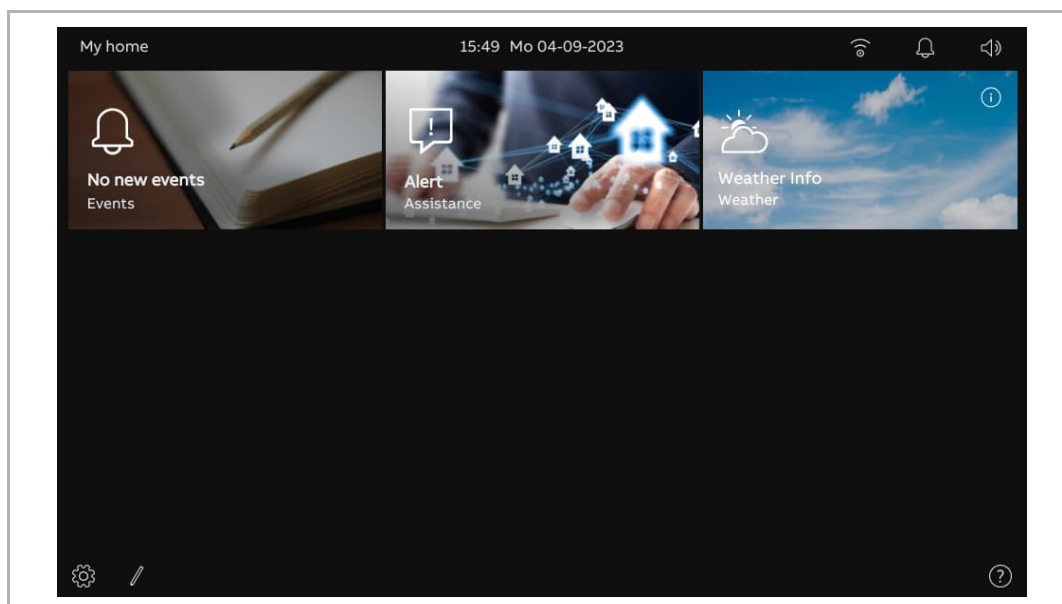 My home
15:49 Mo 04-09-2023
No new events
Events
Alert
Assistance
Weather Info
Weather